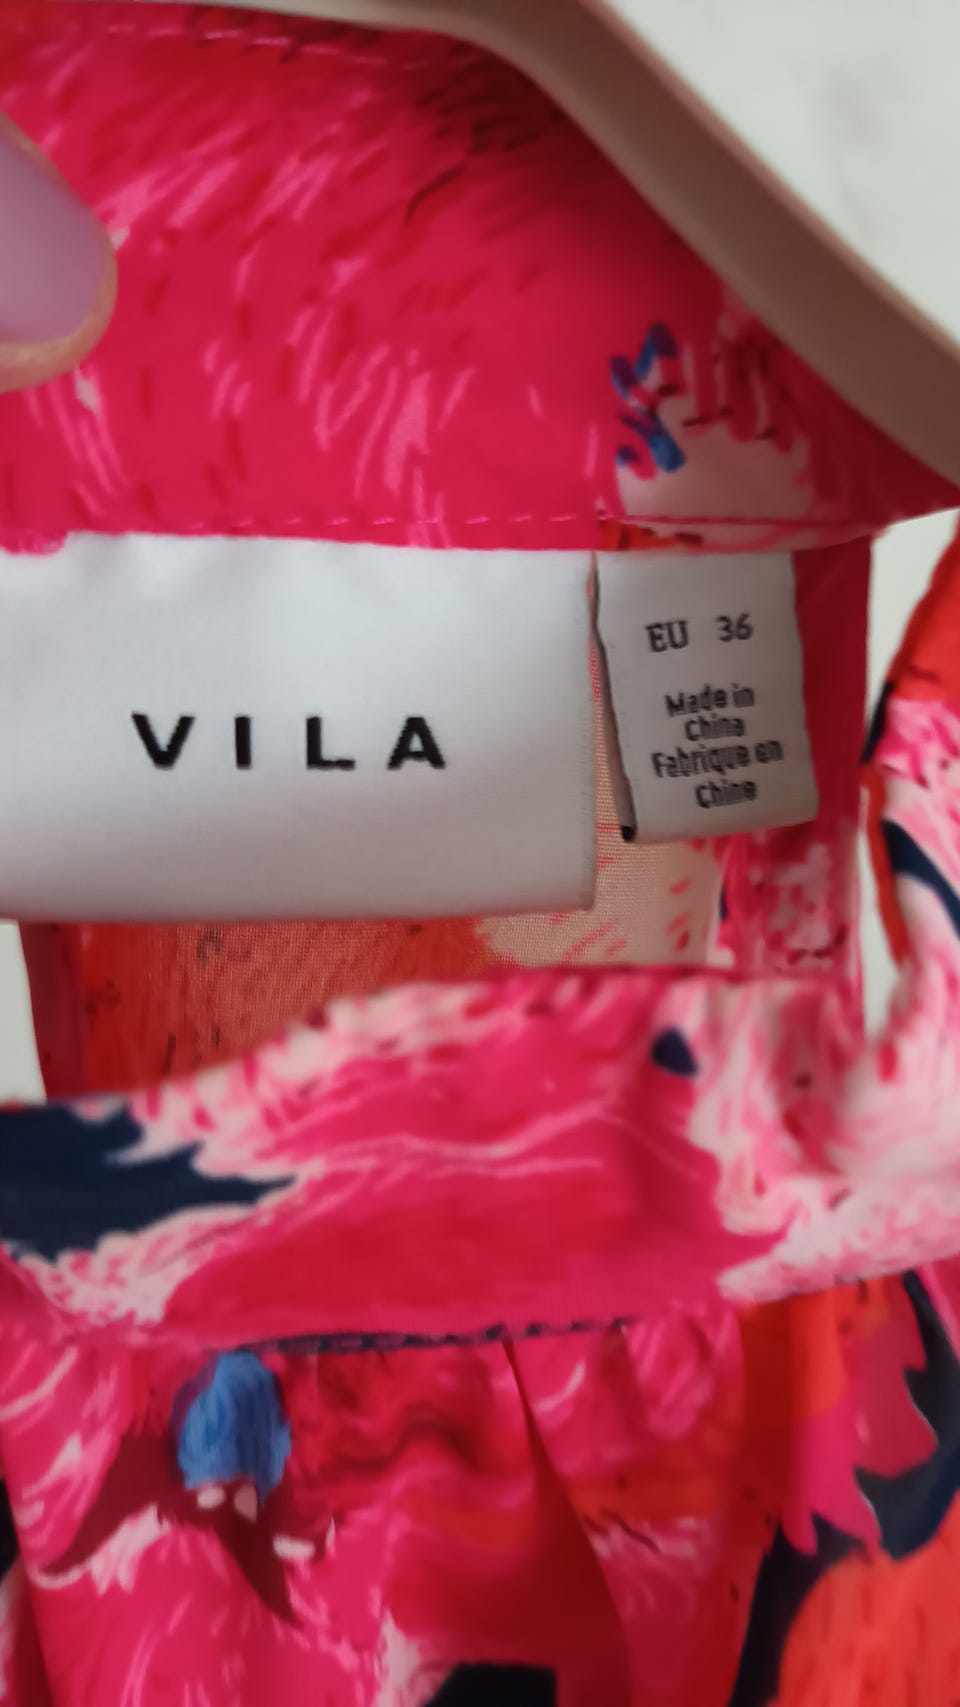 VILA
EU 36
Made in
China
Fabrique en
Chine